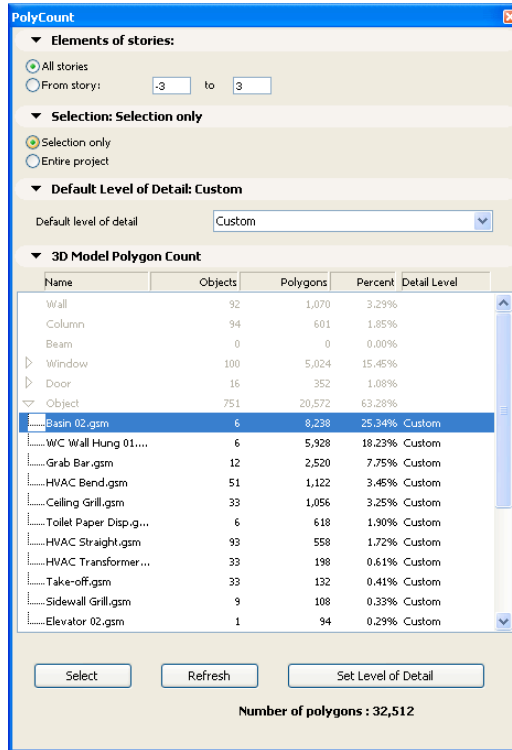 PolyCount
Elements of stories:
All stories
From story: -3 to 3
Selection: Selection only
Selection only
Entire project
Default Level of Detail: Custom
Default level of detail Custom
3D Model Polygon Count
Name Objects Polygons Percent Detail Level
Wall 92 1,070 3.29%
Column 94 601 1.85%
Beam 0 0 0.00%
Window 100 5,024 15.45%
Door 16 352 1.08%
Object 751 20,572 63.28%
Basin 02.gsm 6 8,238 25.34% Custom
WC Wall Hung 01.... 6 5,928 18.23% Custom
Grab Bar.gsm 12 2,520 7.75% Custom
HVAC Bend.gsm 51 1,122 3.45% Custom
Ceiling Grill.gsm 33 1,056 3.25% Custom
Toilet Paper Disp.g... 6 618 1.90% Custom
HVAC Straight.gsm 93 558 1.72% Custom
HVAC Transformer... 33 198 0.61% Custom
Take-off.gsm 33 132 0.41% Custom
Sidewall Grill.gsm 9 108 0.33% Custom
Elevator 02.gsm 1 94 0.29% Custom
Select Refresh Set Level of Detail
Number of polygons : 32,512